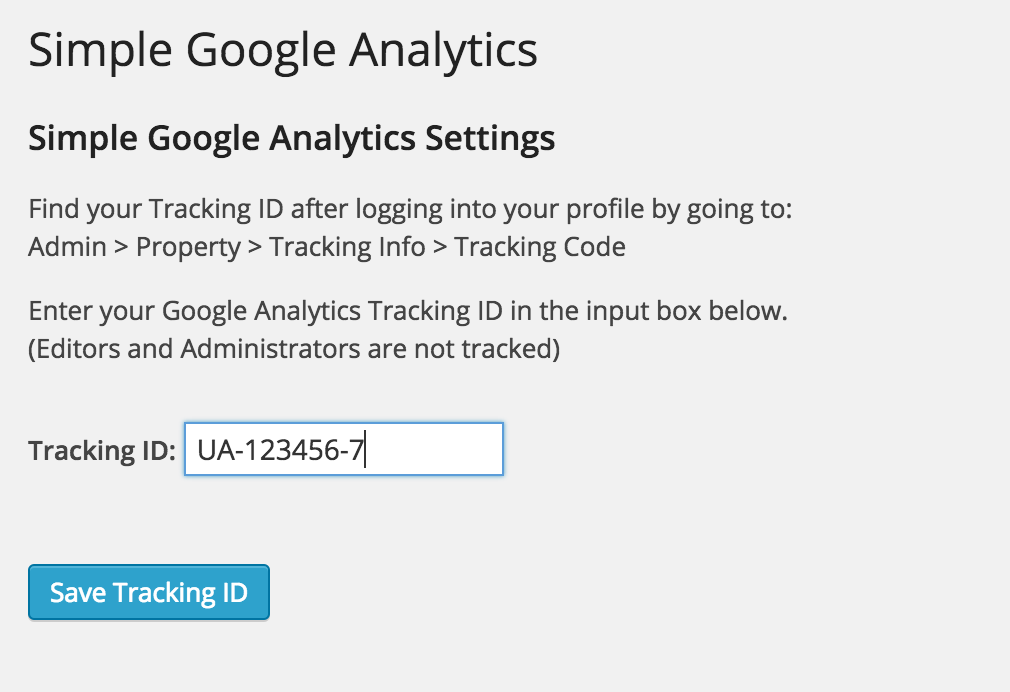 Simple Google Analytics
Simple Google Analytics Settings
Find your Tracking ID after logging into your profile by going to:
Admin > Property > Tracking Info > Tracking Code
Enter your Google Analytics Tracking ID in the input box below.
(Editors and Administrators are not tracked)
Tracking ID: UA-123456-7
Save Tracking ID